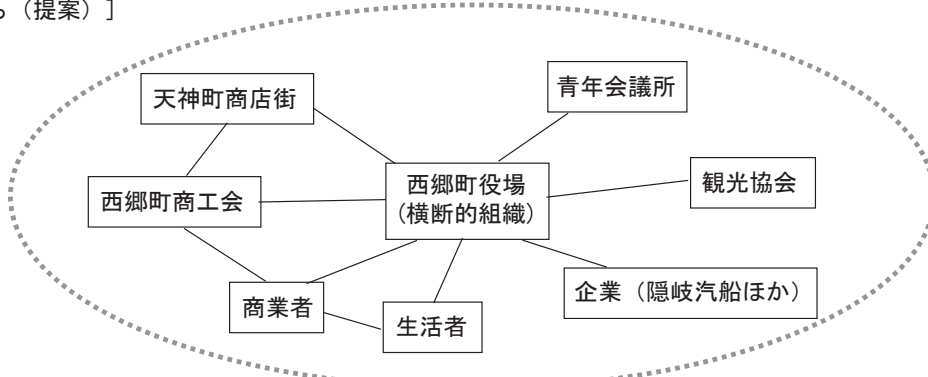 （提案）］
天神町商店街
青年会議所
西郷町商工会
西郷町役場
（横断的組織）
観光協会
商業者
生活者
企業（隠岐汽船ほか）